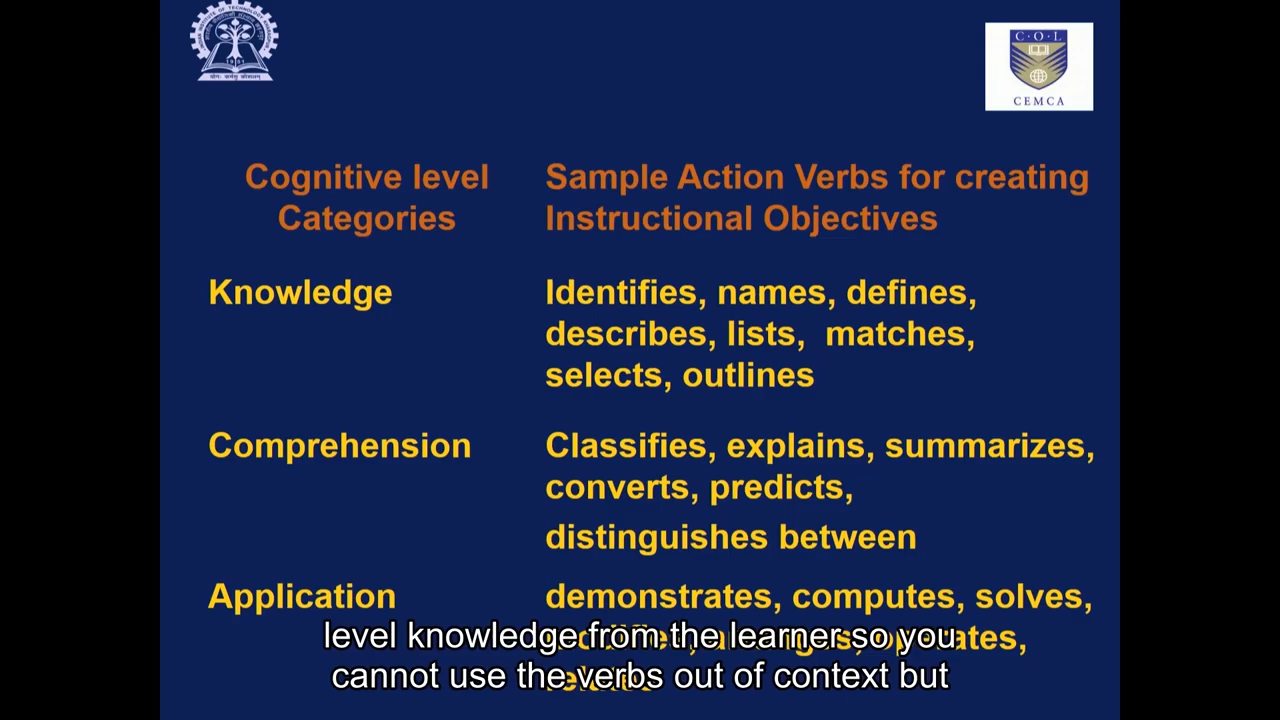 C·O·L
CEMCA
Cognitive level
Categories
Sample Action Verbs for creating
Instructional Objectives
Knowledge
Identifies, names, defines,
describes, lists, matches,
selects, outlines
Comprehension
Classifies, explains, summarizes,
converts, predicts,
distinguishes between
Application
demonstrates, computes, solves,
level knowledge from the learner so you
cannot use the verbs out of context but